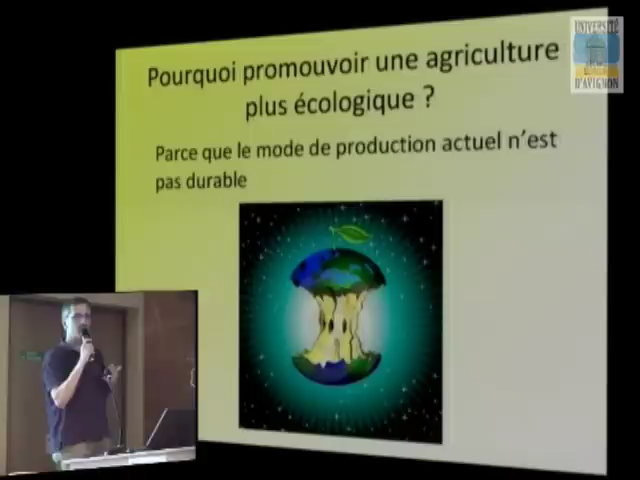 Pourquoi promouvoir une agriculture
plus écologique ?
Parce que le mode de production actuel n'est
pas durable
UNIVERSITÉ
D'AVIGNON